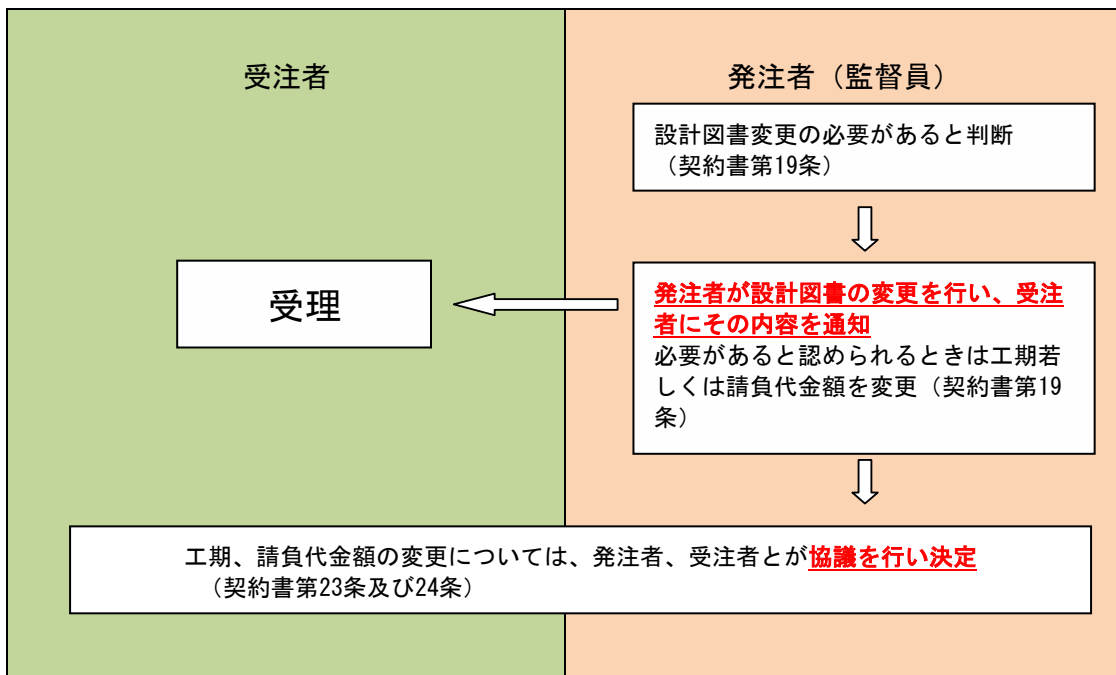 受注者
発注者（監督員）
設計図書変更の必要があると判断
（契約書第19条）
受理
発注者が設計図書の変更を行い、受注
者にその内容を通知
必要があると認められるときは工期若
しくは請負代金額を変更（契約書第19
条）
工期、請負代金額の変更については、発注者、受注者とが協議を行い決定
（契約書第23条及び24条）